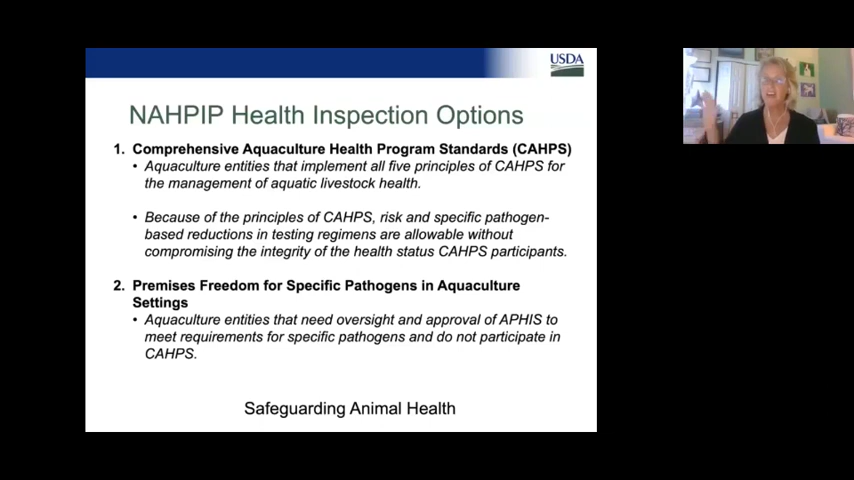 USDA
NAHPIP Health Inspection Options
1. Comprehensive Aquaculture Health Program Standards (CAHPS)
• Aquaculture entities that implement all five principles of CAHPS for
the management of aquatic livestock health.
• Because of the principles of CAHPS, risk and specific pathogen-
based reductions in testing regimens are allowable without
compromising the integrity of the health status CAHPS participants.
2. Premises Freedom for Specific Pathogens in Aquaculture
Settings
• Aquaculture entities that need oversight and approval of APHIS to
meet requirements for specific pathogens and do not participate in
CAHPS.
Safeguarding Animal Health